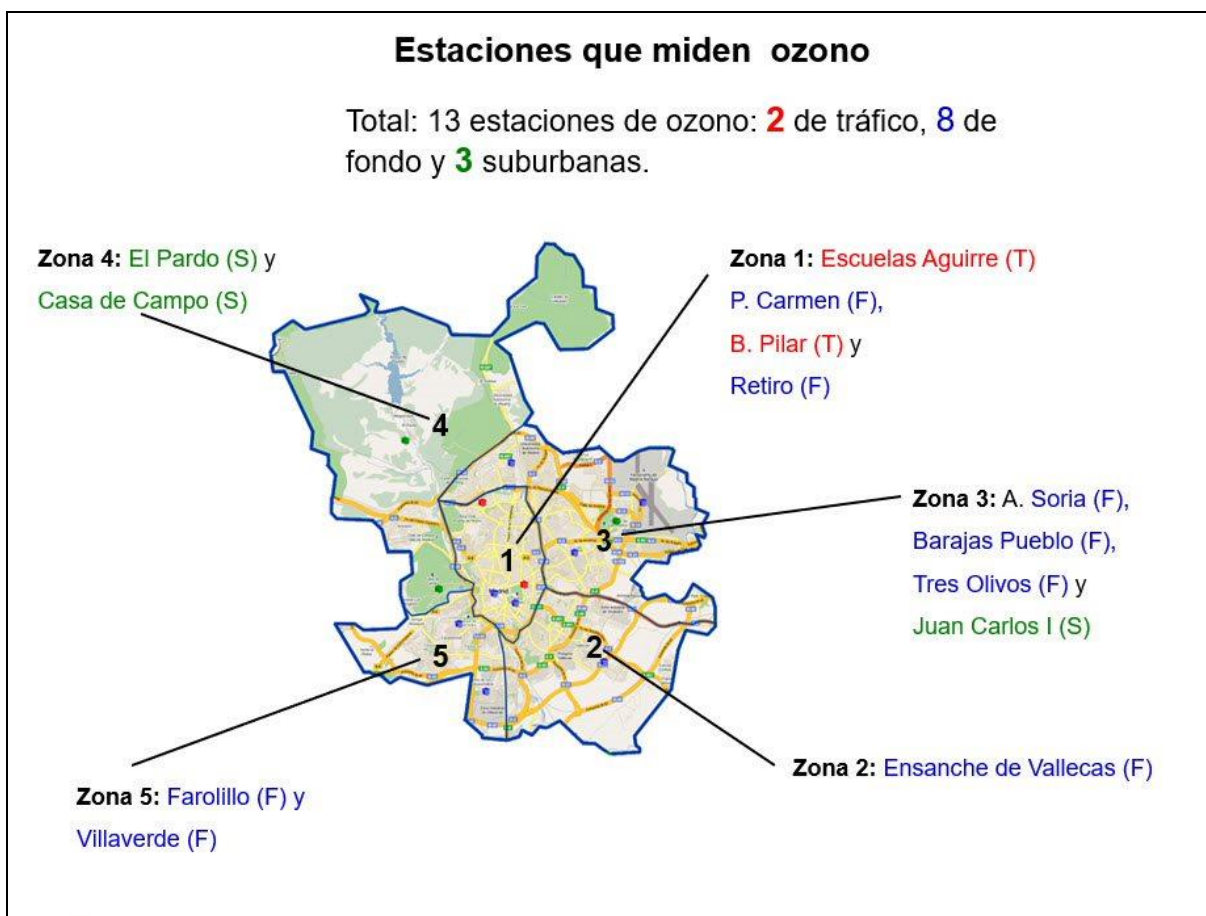 Estaciones que miden ozono
Total: 13 estaciones de ozono: 2 de tráfico, 8 de
fondo y 3 suburbanas.
Zona 4: El Pardo (S) y
Casa de Campo (S)
Zona 1: Escuelas Aguirre (T)
P. Carmen (F),
B. Pilar (T) y
Retiro (F)
4
Zona 3: A. Soria (F),
Barajas Pueblo (F),
Tres Olivos (F) y
Juan Carlos I (S)
3
1
2
5
Zona 2: Ensanche de Vallecas (F)
Zona 5: Farolillo (F) y
Villaverde (F)